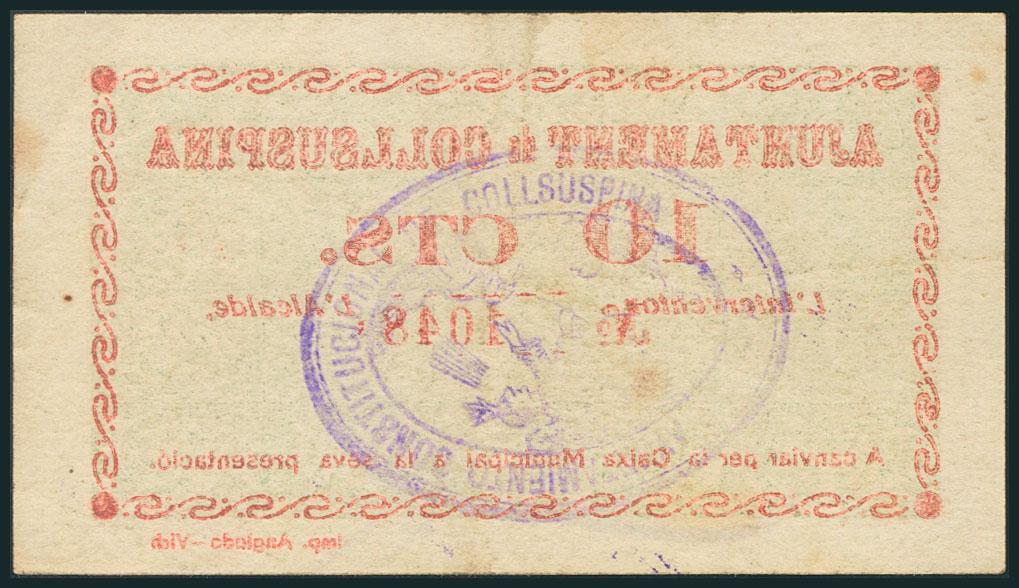 AJUNTAMENT de COLLSUSPINA
10 CTS.
L'Interventor, L'Alcalde,
№ 1048
A canviar per la Caixa Municipal a la seva presentació.
Imp. Anglada - Vich
COLLSUSPINA
CONSTITUCIONAL